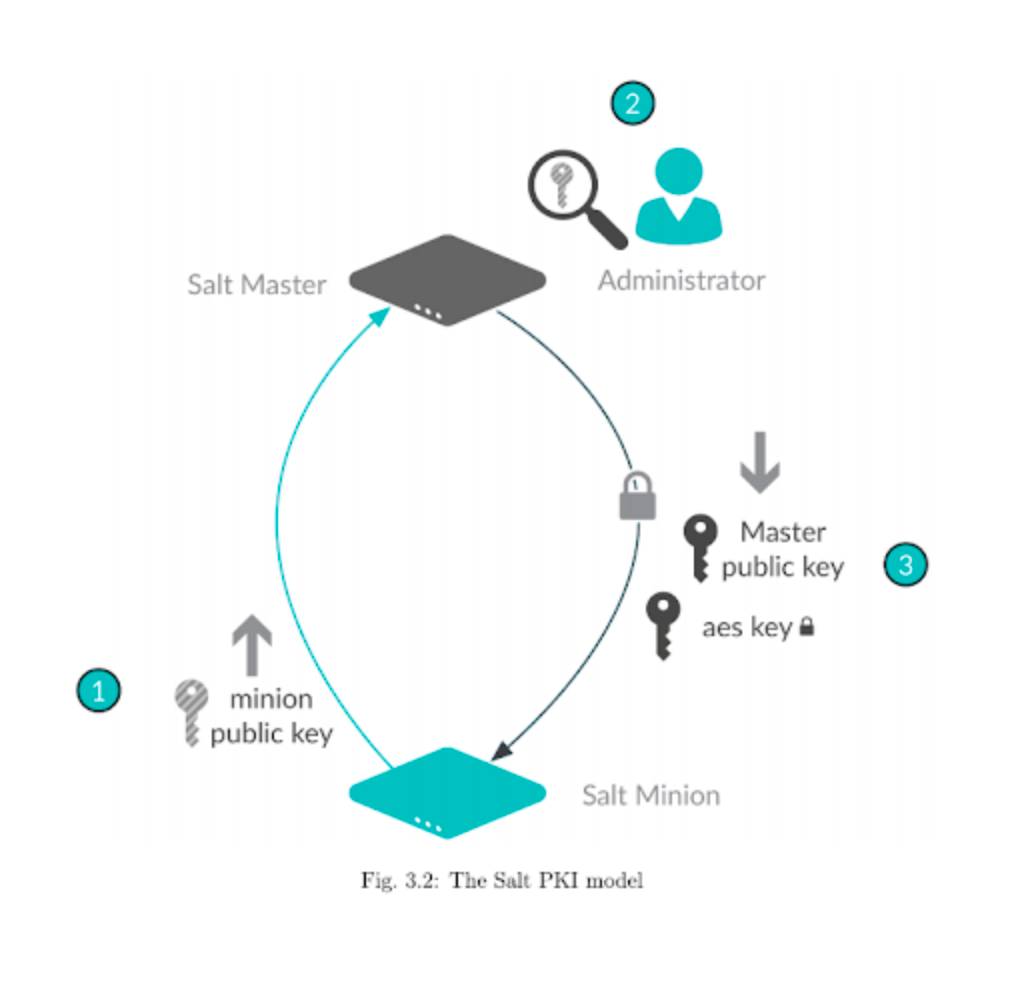 2
Salt Master
Administrator
Master
public key
3
aes key
1
minion
public key
Salt Minion
Fig. 3.2: The Salt PKI model